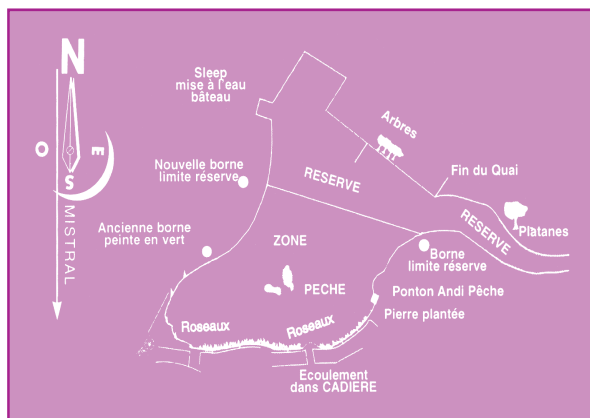 N
O
E
S
MISTRAL
Sleep
mise à l'eau
bâteau
Arbres
Nouvelle borne
limite réserve
RESERVE
Fin du Quai
Ancienne borne
peinte en vert
ZONE
PECHE
RESERVE
Platanes
Borne
limite réserve
Ponton Andi Pêche
Pierre plantée
Roseaux
Roseaux
Ecoulement
dans CADIERE